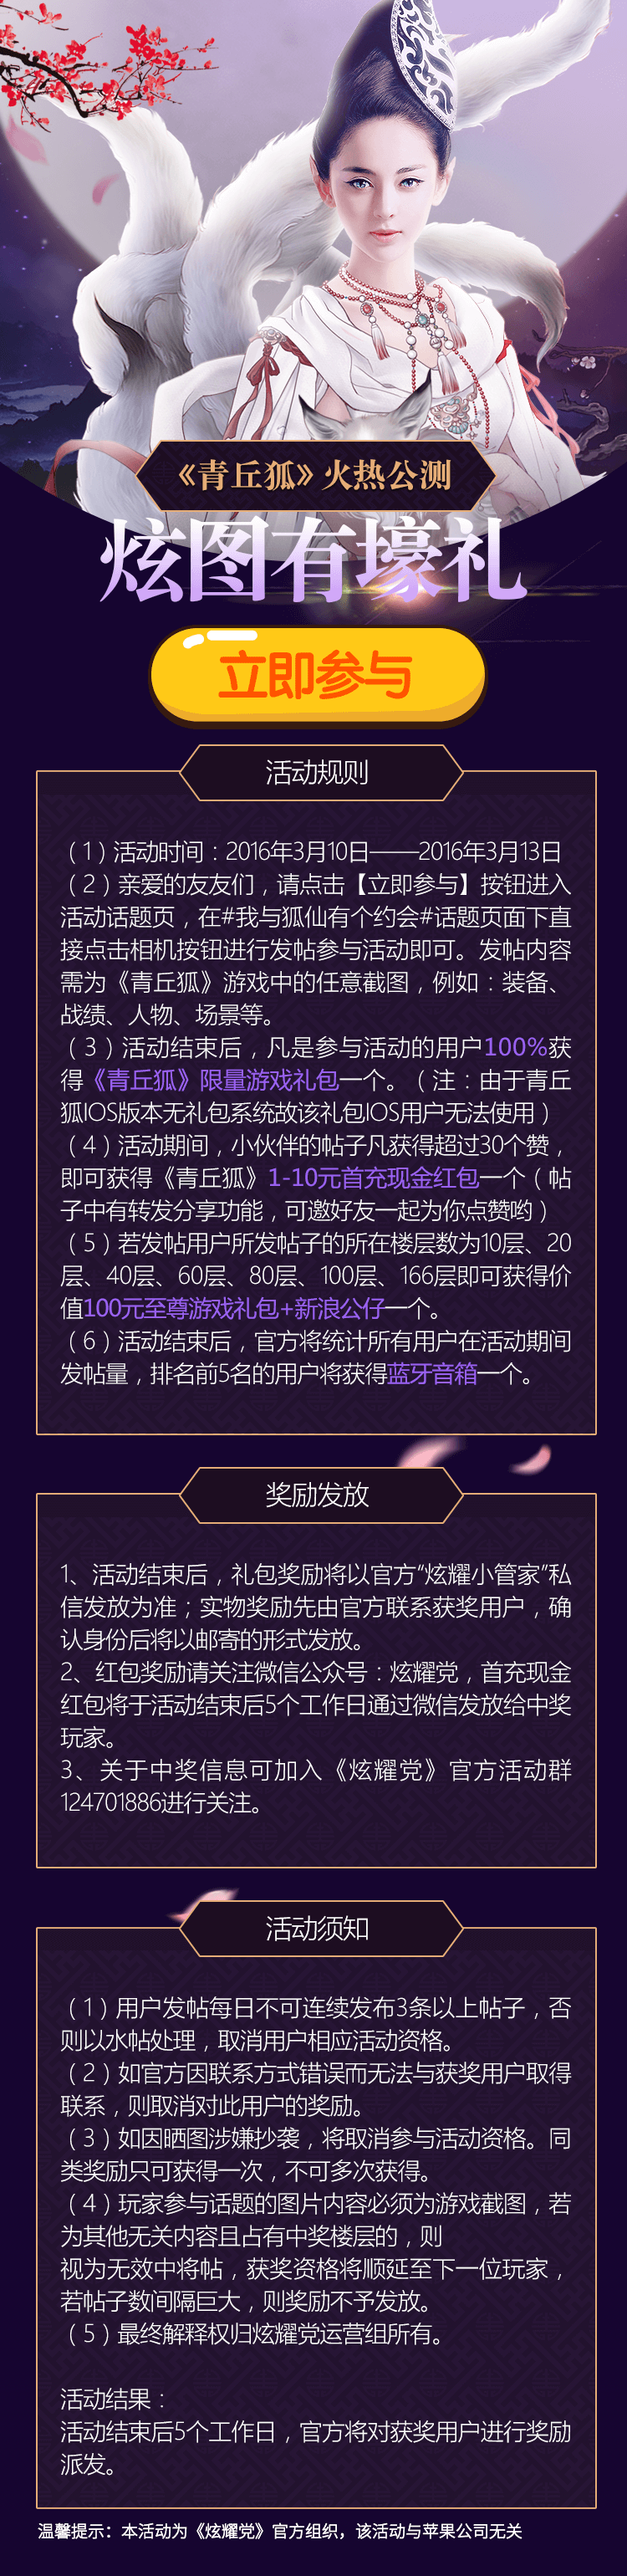 《青丘狐》火热公测
炫图有壕礼
立即参与
活动规则
（1）活动时间：2016年3月10日——2016年3月13日
（2）亲爱的友友们，请点击【立即参与】按钮进入
活动话题页，在#我与狐仙有个约会#话题页面下直
接点击相机按钮进行发帖参与活动即可。发帖内容
需为《青丘狐》游戏中的任意截图，例如：装备、
战绩、人物、场景等。
（3）活动结束后，凡是参与活动的用户100%获
得《青丘狐》限量游戏礼包一个。（注：由于青丘
狐IOS版本无礼包系统故该礼包IOS用户无法使用）
（4）活动期间，小伙伴的帖子凡获得超过30个赞，
即可获得《青丘狐》1-10元首充现金红包一个（帖
子中有转发分享功能，可邀好友一起为你点赞哟）
（5）若发帖用户所发帖子的所在楼层数为10层、20
层、40层、60层、80层、100层、166层即可获得价
值100元至尊游戏礼包+新浪公仔一个。
（6）活动结束后，官方将统计所有用户在活动期间
发帖量，排名前5名的用户将获得蓝牙音箱一个。
奖励发放
1、活动结束后，礼包奖励将以官方“炫耀小管家”私
信发放为准；实物奖励先由官方联系获奖用户，确
认身份后将以邮寄的形式发放。
2、红包奖励请关注微信公众号：炫耀党，首充现金
红包将于活动结束后5个工作日通过微信发放给中奖
玩家。
3、关于中奖信息可加入《炫耀党》官方活动群
124701886进行关注。
活动须知
（1）用户发帖每日不可连续发布3条以上帖子，否
则以水帖处理，取消用户相应活动资格。
（2）如官方因联系方式错误而无法与获奖用户取得
联系，则取消对此用户的奖励。
（3）如因晒图涉嫌抄袭，将取消参与活动资格。同
类奖励只可获得一次，不可多次获得。
（4）玩家参与话题的图片内容必须为游戏截图，若
为其他无关内容且占有中奖楼层的，则
视为无效中将帖，获奖资格将顺延至下一位玩家，
若帖子数间隔巨大，则奖励不予发放。
（5）最终解释权归炫耀党运营组所有。
活动结果：
活动结束后5个工作日，官方将对获奖用户进行奖励
派发。
温馨提示：本活动为《炫耀党》官方组织，该活动与苹果公司无关